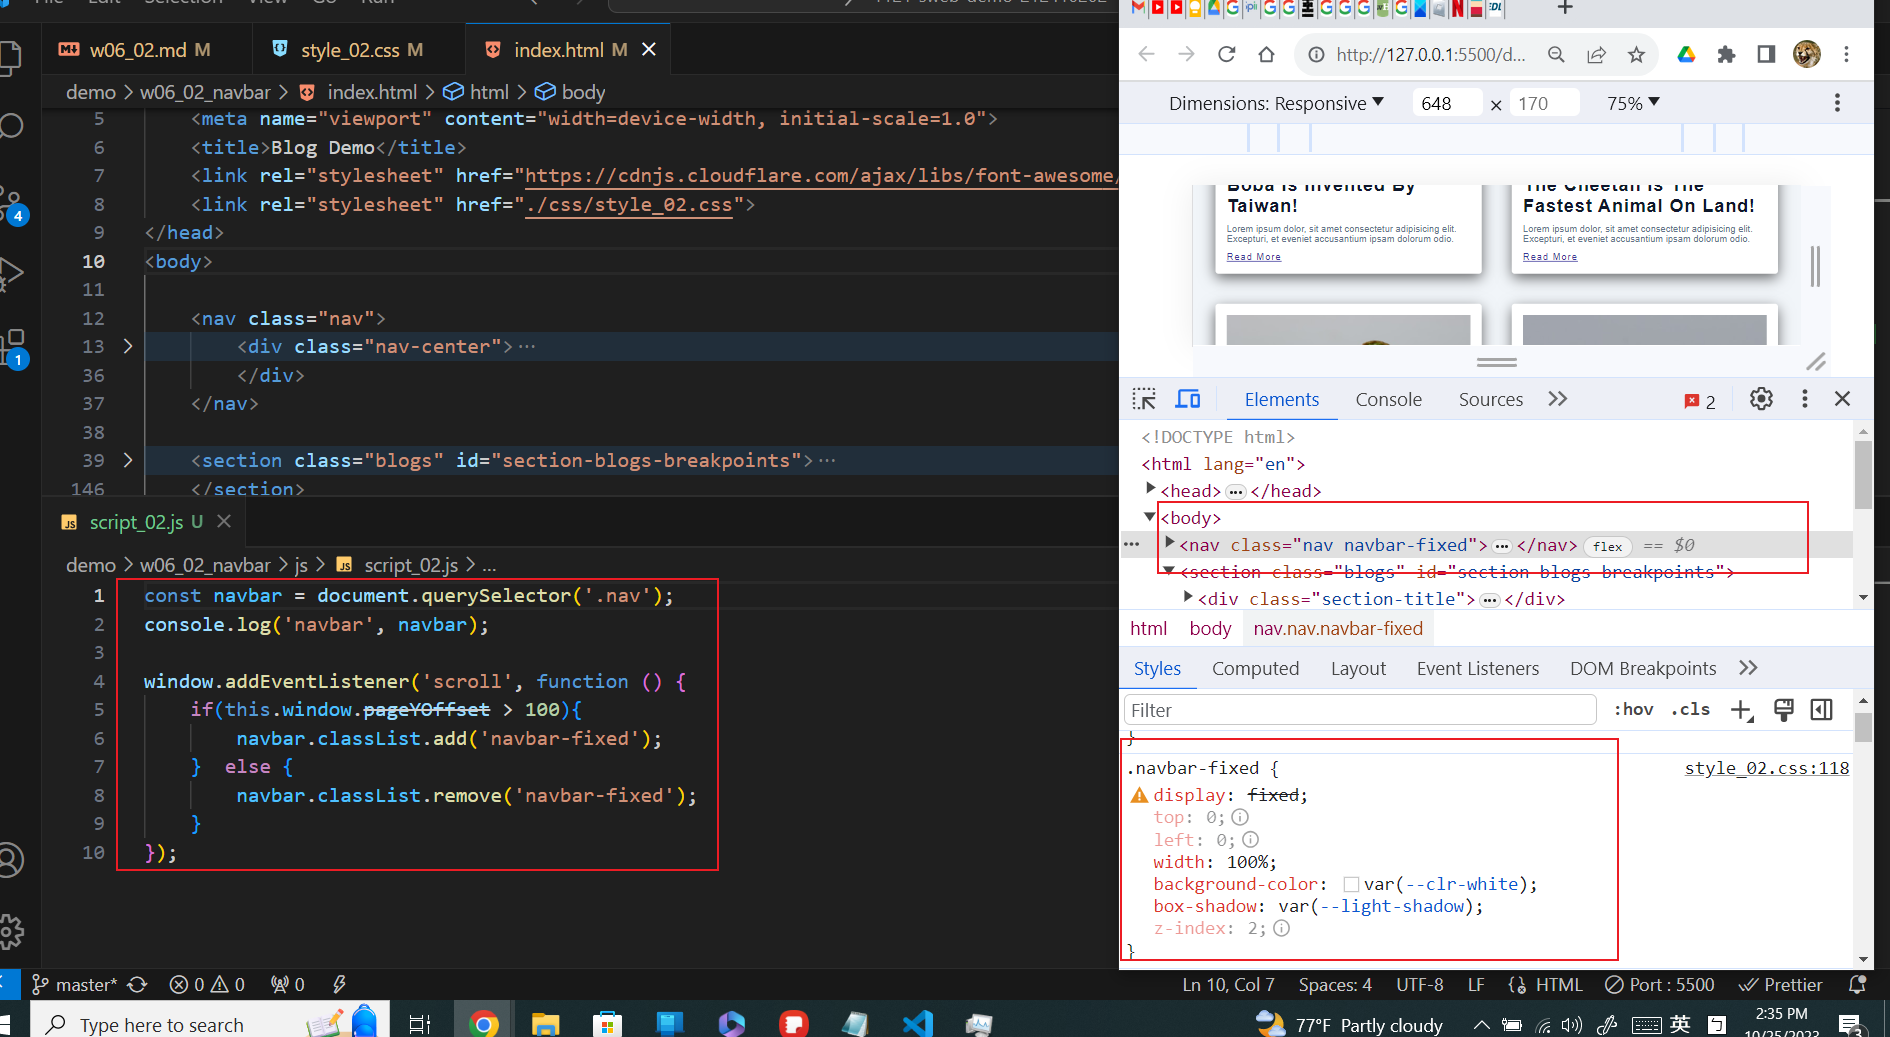 w06_02.md M
style_02.css M
index.html M
demo > w06_02_navbar > index.html > html > body
5 <meta name="viewport" content="width=device-width, initial-scale=1.0">
6 <title>Blog Demo</title>
7 <link rel="stylesheet" href="https://cdnjs.cloudflare.com/ajax/libs/font-awesome/
8 <link rel="stylesheet" href="./css/style_02.css">
9 </head>
10 <body>
11
12 <nav class="nav">
13 <div class="nav-center">…
36 </div>
37 </nav>
38
39 <section class="blogs" id="section-blogs-breakpoints">…
146 </section>
4
1
script_02.js U
demo > w06_02_navbar > js > script_02.js > ...
1 const navbar = document.querySelector('.nav');
2 console.log('navbar', navbar);
3
4 window.addEventListener('scroll', function () {
5 if(this.window.pageYOffset > 100){
6 navbar.classList.add('navbar-fixed');
7 } else {
8 navbar.classList.remove('navbar-fixed');
9 }
10 });
http://127.0.0.1:5500/d...
Dimensions: Responsive 648 × 170 75%
Boba Is Invented By
Taiwan!
Lorem ipsum dolor, sit amet consectetur adipisicing elit.
Excepturi, et eveniet accusantium ipsam dolorum odio.
Read More
The Cheetah Is The
Fastest Animal On Land!
Lorem ipsum dolor, sit amet consectetur adipisicing elit.
Excepturi, et eveniet accusantium ipsam dolorum odio.
Read More
Elements Console Sources 2
<!DOCTYPE html>
<html lang="en">
<head>…</head>
<body>
<nav class="nav navbar-fixed">…</nav> flex == $0
<section class="blogs" id="section-blogs-breakpoints">
<div class="section-title">…</div>
html body nav.nav.navbar-fixed
Styles Computed Layout Event Listeners DOM Breakpoints
Filter :hov .cls
}
.navbar-fixed { style_02.css:118
display: fixed;
top: 0;
left: 0;
width: 100%;
background-color: var(--clr-white);
box-shadow: var(--light-shadow);
z-index: 2;
}
master* 0 0 0 Ln 10, Col 7 Spaces: 4 UTF-8 LF HTML Port : 5500 Prettier
Type here to search 77°F Partly cloudy 英 2:35 PM
10/25/2023
3